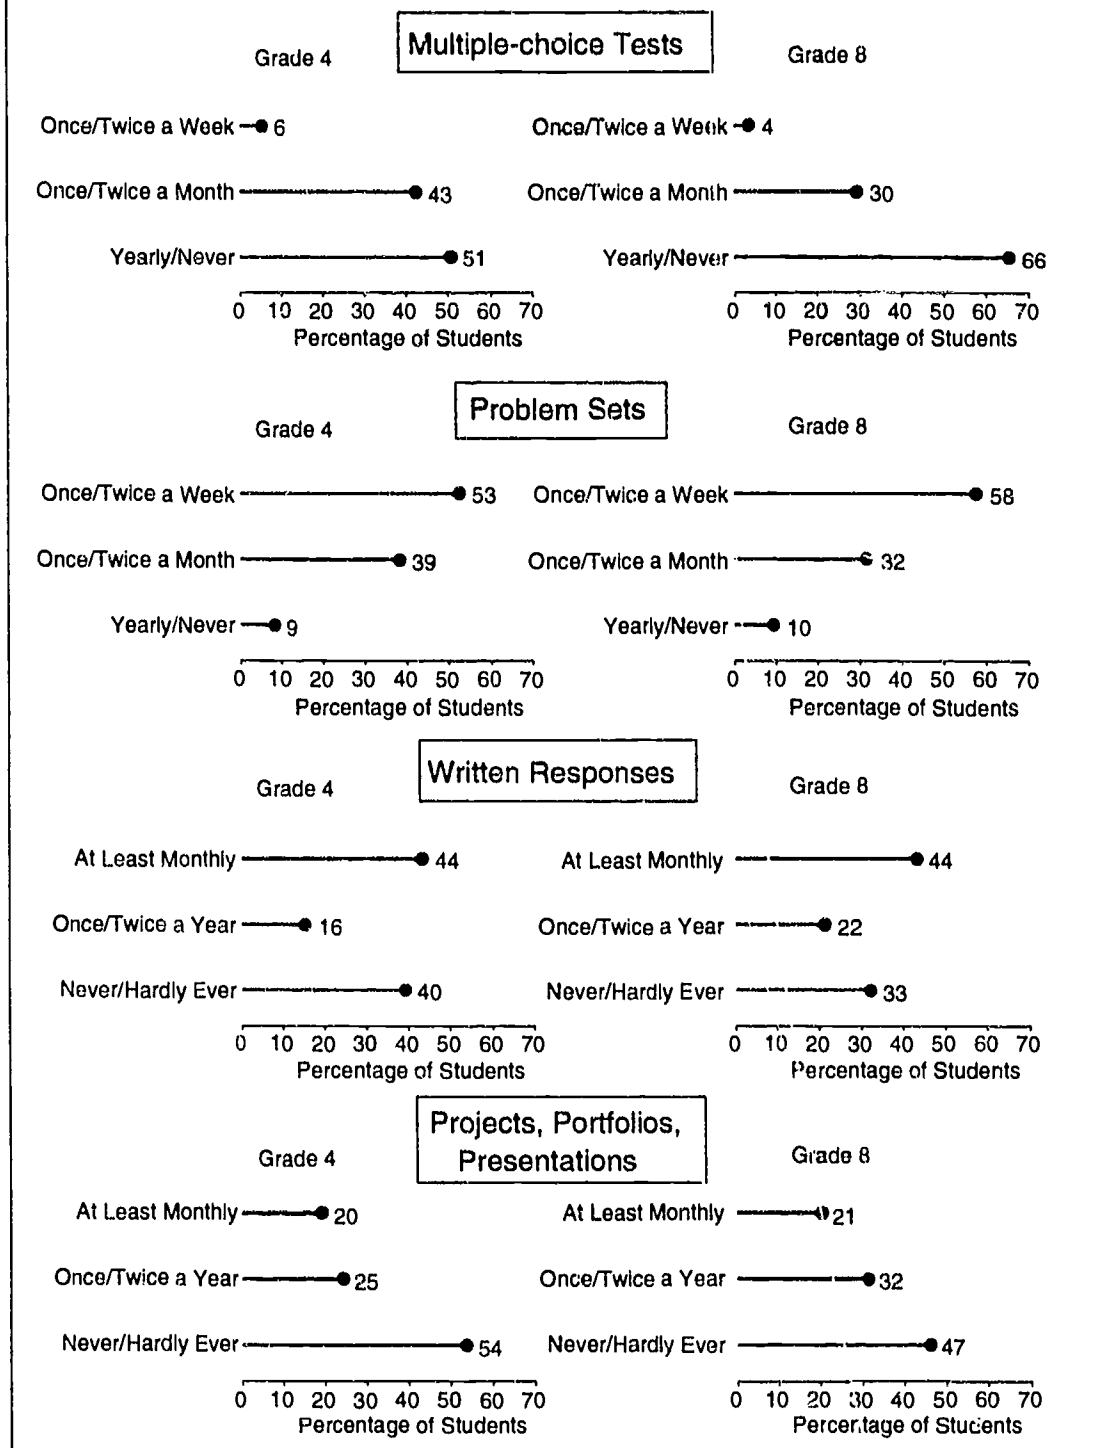 Multiple-choice Tests
Grade 4 Grade 8
Once/Twice a Week 6 Once/Twice a Week 4
Once/Twice a Month 43 Once/Twice a Month 30
Yearly/Never 51 Yearly/Never 66
0 10 20 30 40 50 60 70 0 10 20 30 40 50 60 70
Percentage of Students Percentage of Students
Problem Sets
Grade 4 Grade 8
Once/Twice a Week 53 Once/Twice a Week 58
Once/Twice a Month 39 Once/Twice a Month 32
Yearly/Never 9 Yearly/Never 10
0 10 20 30 40 50 60 70 0 10 20 30 40 50 60 70
Percentage of Students Percentage of Students
Written Responses
Grade 4 Grade 8
At Least Monthly 44 At Least Monthly 44
Once/Twice a Year 16 Once/Twice a Year 22
Never/Hardly Ever 40 Never/Hardly Ever 33
0 10 20 30 40 50 60 70 0 10 20 30 40 50 60 70
Percentage of Students Percentage of Students
Projects, Portfolios,
Presentations
Grade 4 Grade 8
At Least Monthly 20 At Least Monthly 21
Once/Twice a Year 25 Once/Twice a Year 32
Never/Hardly Ever 54 Never/Hardly Ever 47
0 10 20 30 40 50 60 70 0 10 20 30 40 50 60 70
Percentage of Students Percentage of Students